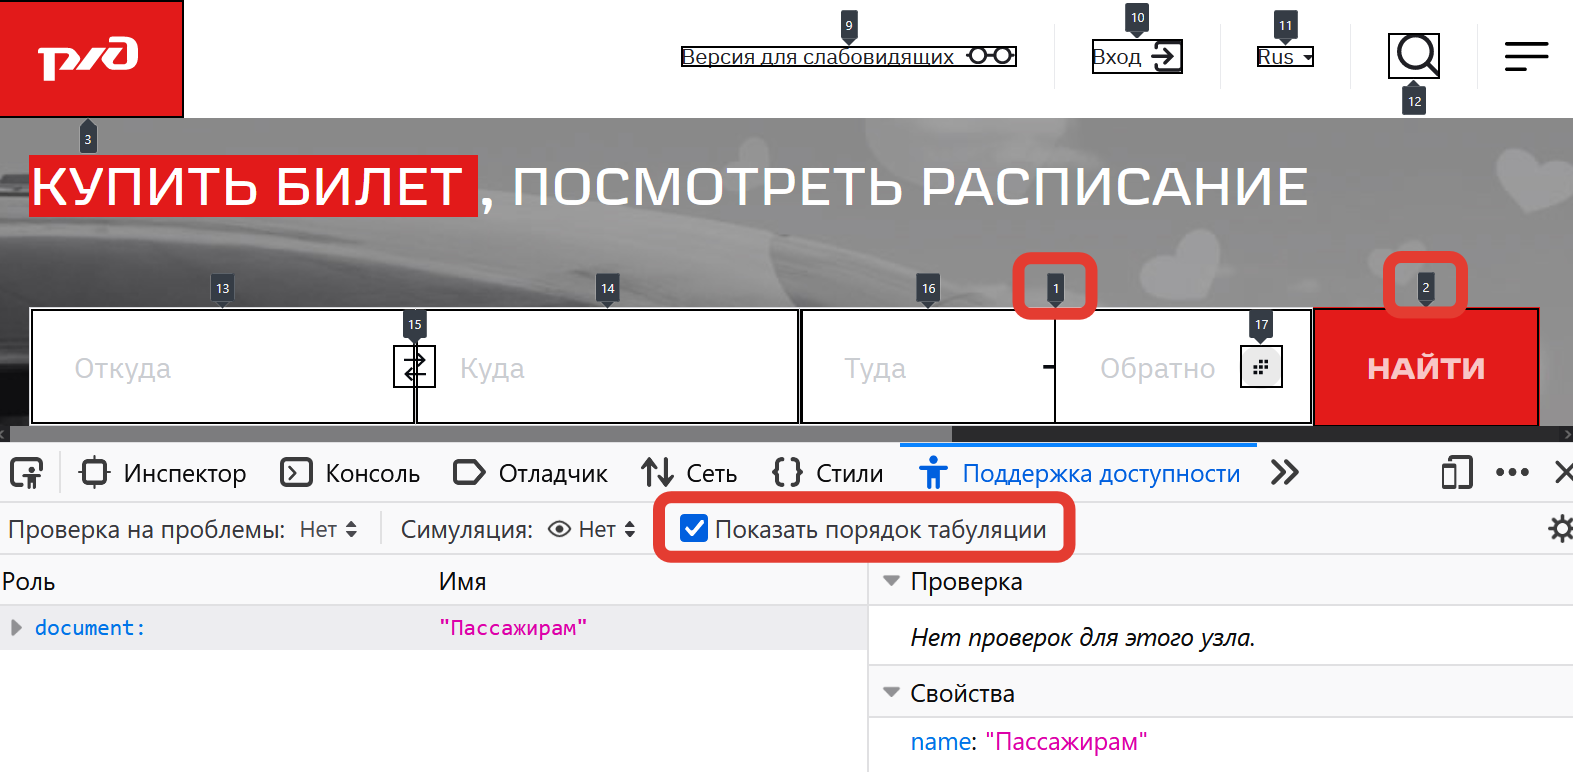 ржд
9
10
11
Версия для слабовидящих
Вход
Rus
12
3
КУПИТЬ БИЛЕТ, ПОСМОТРЕТЬ РАСПИСАНИЕ
13
14
16
1
2
15
17
Откуда
Куда
Туда
-
Обратно
НАЙТИ
Инспектор
Консоль
Отладчик
Сеть
Стили
Поддержка доступности
Проверка на проблемы: Нет
Симуляция: Нет
Показать порядок табуляции
Роль
Имя
Проверка
document:
"Пассажирам"
Нет проверок для этого узла.
Свойства
name: "Пассажирам"